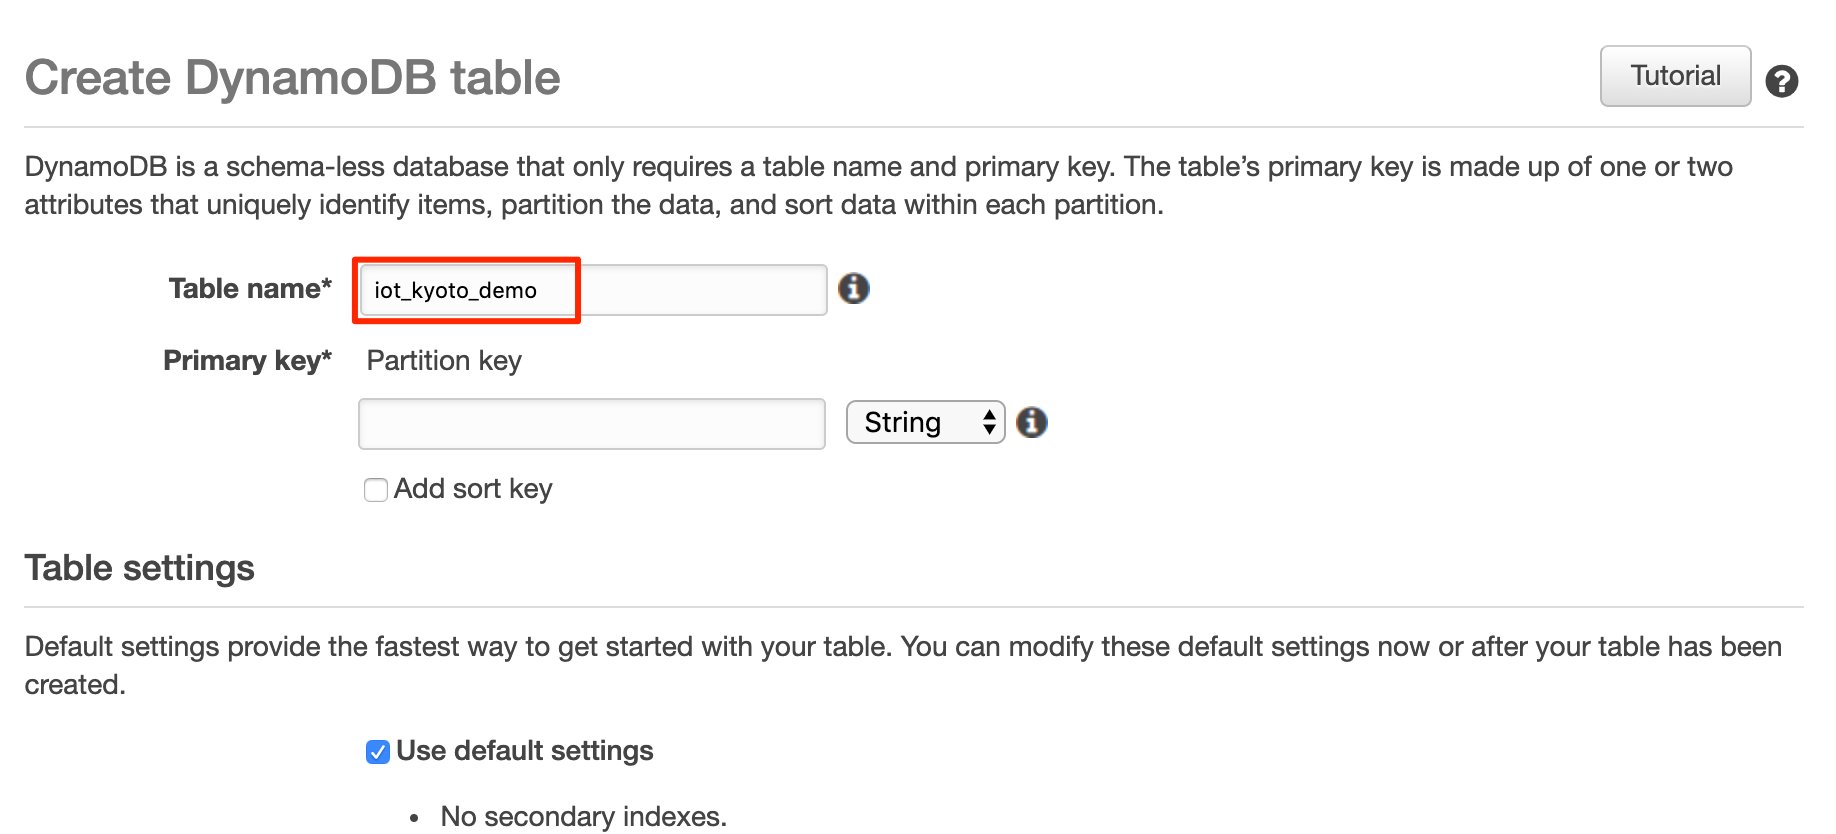 Create DynamoDB table
Tutorial
DynamoDB is a schema-less database that only requires a table name and primary key. The table’s primary key is made up of one or two
attributes that uniquely identify items, partition the data, and sort data within each partition.
Table name* iot_kyoto_demo
Primary key* Partition key
String
Add sort key
Table settings
Default settings provide the fastest way to get started with your table. You can modify these default settings now or after your table has been
created.
Use default settings
• No secondary indexes.